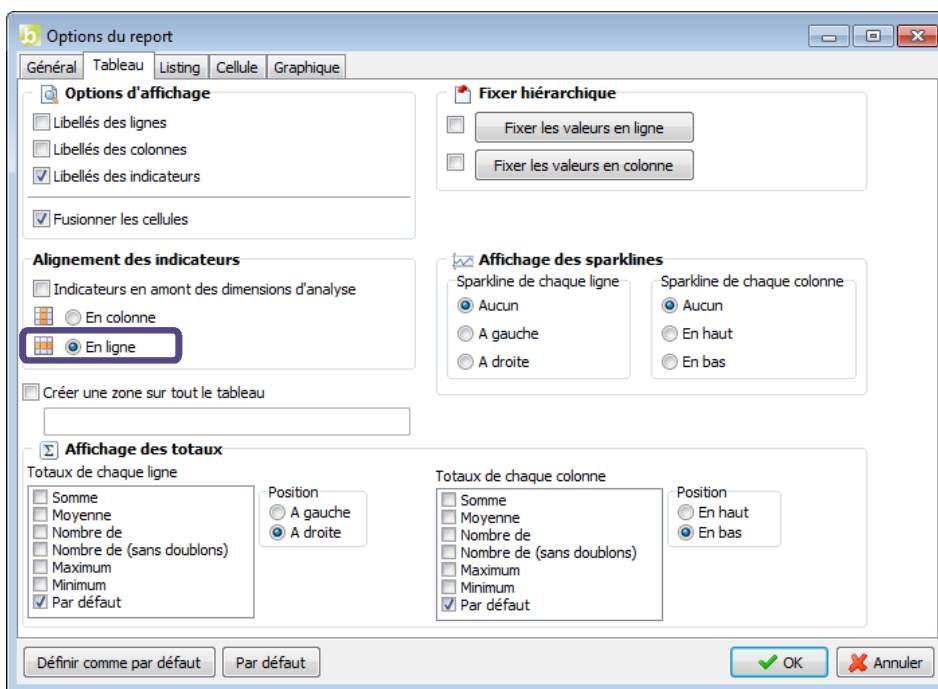 Options du report
Général Tableau Listing Cellule Graphique
Options d'affichage
Libellés des lignes
Libellés des colonnes
Libellés des indicateurs
Fusionner les cellules
Fixer hiérarchique
Fixer les valeurs en ligne
Fixer les valeurs en colonne
Alignement des indicateurs
Indicateurs en amont des dimensions d'analyse
En colonne
En ligne
Affichage des sparklines
Sparkline de chaque ligne
Aucun
A gauche
A droite
Sparkline de chaque colonne
Aucun
En haut
En bas
Créer une zone sur tout le tableau
Affichage des totaux
Totaux de chaque ligne
Somme
Moyenne
Nombre de
Nombre de (sans doublons)
Maximum
Minimum
Par défaut
Position
A gauche
A droite
Totaux de chaque colonne
Somme
Moyenne
Nombre de
Nombre de (sans doublons)
Maximum
Minimum
Par défaut
Position
En haut
En bas
Définir comme par défaut Par défaut OK Annuler